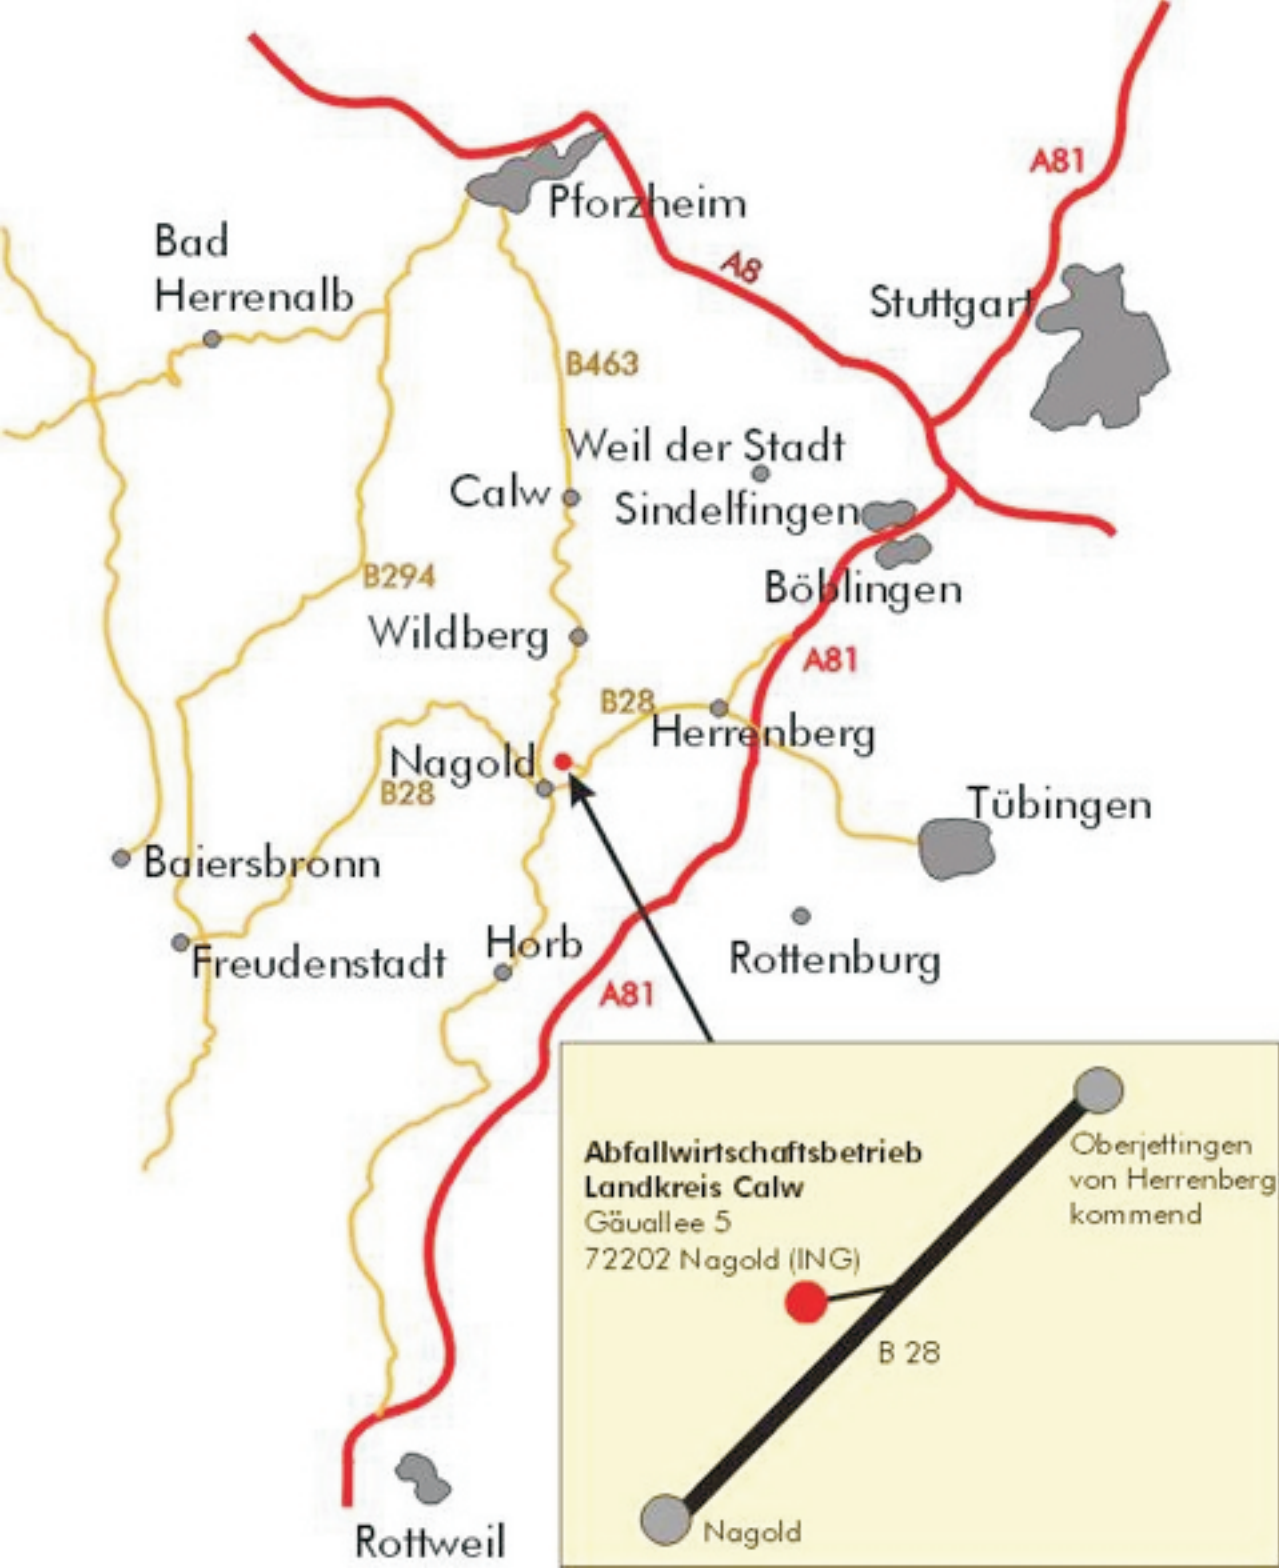 A81
Pforzheim
Bad
Herrenalb
A8
Stuttgart
B463
Weil der Stadt
Calw
Sindelfingen
B294
Böblingen
Wildberg
A81
B28
Herrenberg
Nagold
B28
Tübingen
Baiersbronn
Horb
Rottenburg
Freudenstadt
A81
Abfallwirtschaftsbetrieb
Landkreis Calw
Gäuallee 5
72202 Nagold (ING)
Oberjettingen
von Herrenberg
kommend
B 28
Nagold
Rottweil